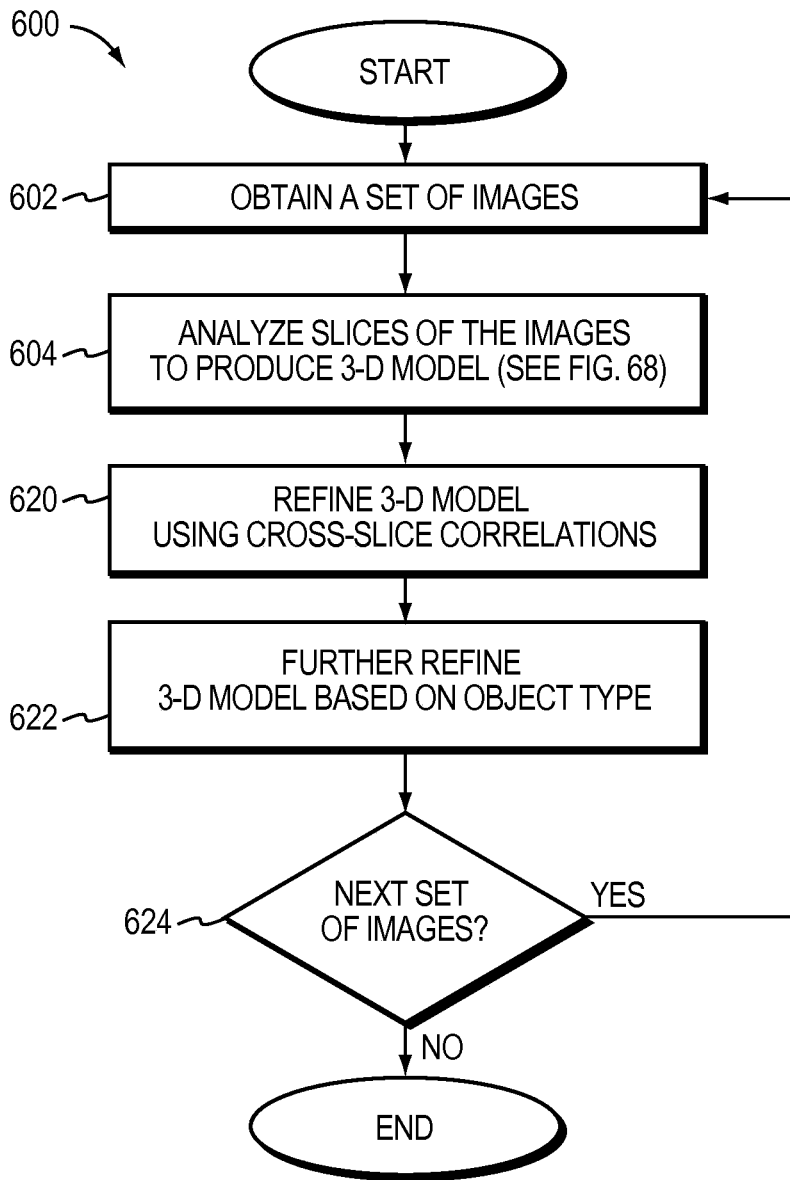 600
START
602
OBTAIN A SET OF IMAGES
604
ANALYZE SLICES OF THE IMAGES
TO PRODUCE 3-D MODEL (SEE FIG. 68)
620
REFINE 3-D MODEL
USING CROSS-SLICE CORRELATIONS
622
FURTHER REFINE
3-D MODEL BASED ON OBJECT TYPE
624
NEXT SET
OF IMAGES?
YES
NO
END